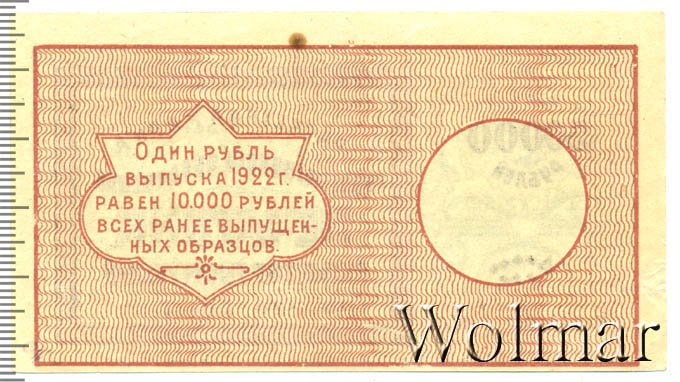 ОДИН РУБЛЬ
ВЫПУСКА 1922 Г.
РАВЕН 10.000 РУБЛЕЙ
ВСЕХ РАНЕЕ ВЫПУЩЕН-
НЫХ ОБРАЗЦОВ.
Wolmar